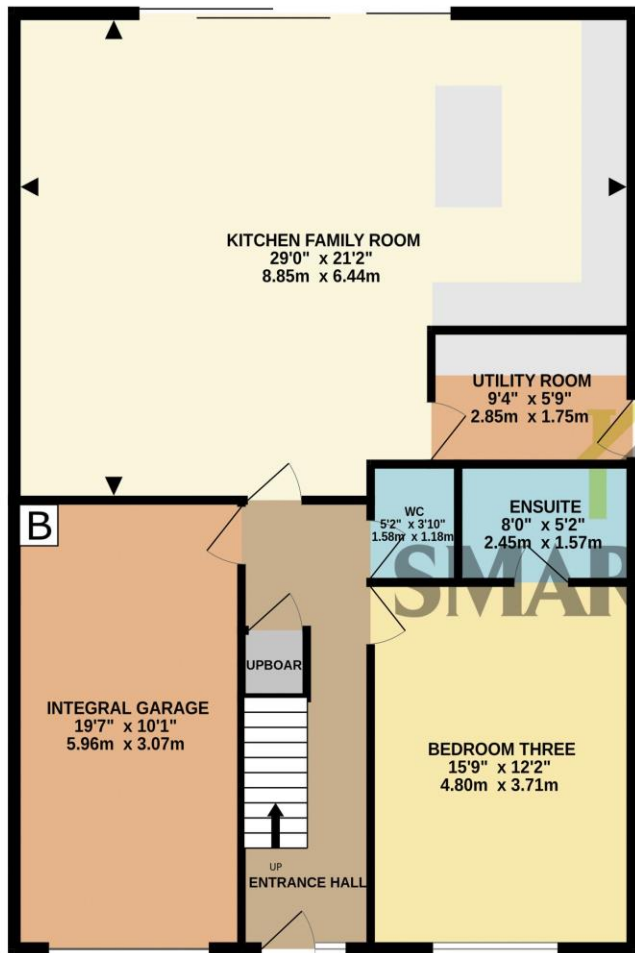 KITCHEN FAMILY ROOM
29'0" x 21'2"
8.85m x 6.44m
UTILITY ROOM
9'4" x 5'9"
2.85m x 1.75m
WC
5'2" x 3'10"
1.58m x 1.18m
ENSUITE
8'0" x 5'2"
2.45m x 1.57m
B
SMAR
UPBOAR
INTEGRAL GARAGE
19'7" x 10'1"
5.96m x 3.07m
BEDROOM THREE
15'9" x 12'2"
4.80m x 3.71m
UP
ENTRANCE HALL